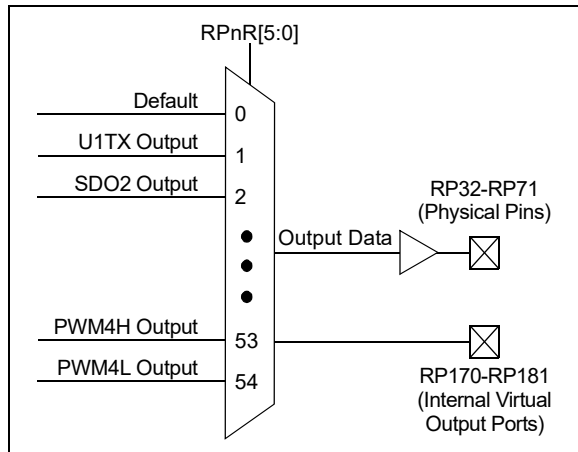 RPnR[5:0]
Default
0
U1TX Output
1
SDO2 Output
2
RP32-RP71
(Physical Pins)
Output Data
PWM4H Output
53
PWM4L Output
54
RP170-RP181
(Internal Virtual
Output Ports)